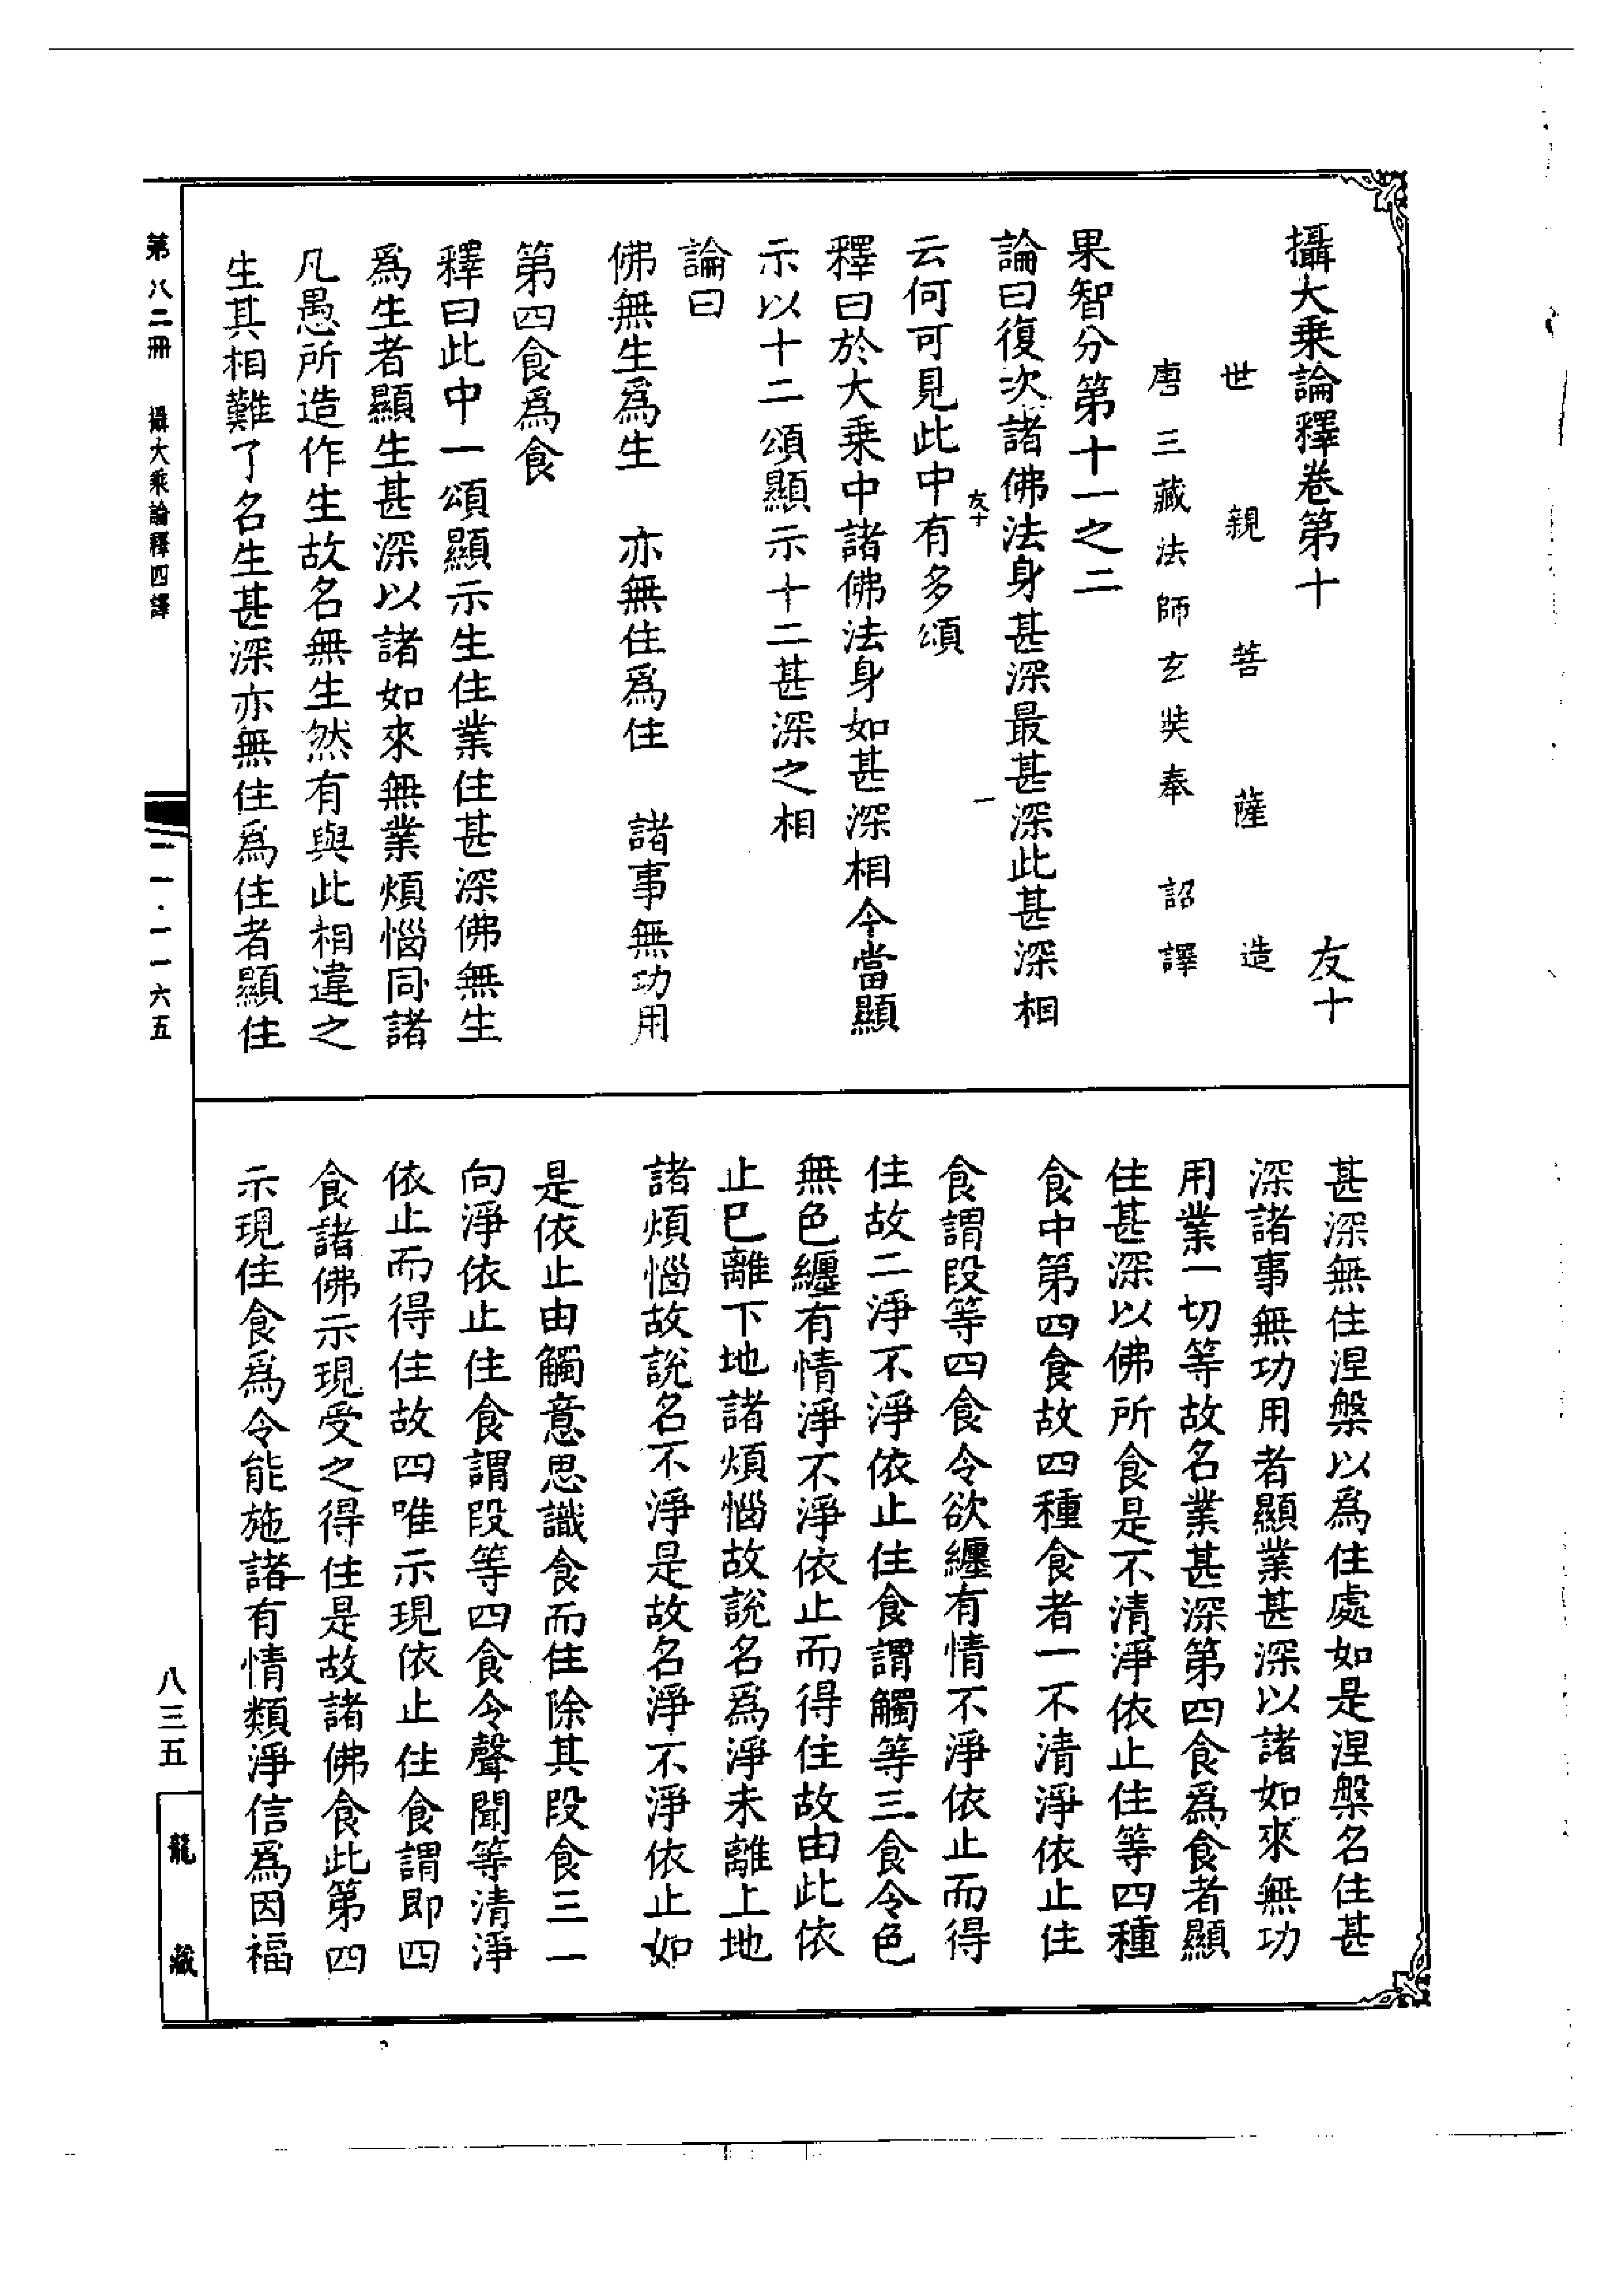 攝大乘論釋卷第十 友十
世親菩薩造
唐三藏法師玄奘奉 詔譯
果智分第十一之二
論曰復次諸佛法身甚深最甚深此甚深相
友十 一
云何可見此中有多頌
釋曰於大乘中諸佛法身如甚深相今當顯
示以十二頌顯示十二甚深之相
論曰
佛無生爲生 亦無住爲住 諸事無功用
第四食爲食
釋曰此中一頌顯示生住業住甚深佛無生
爲生者顯生甚深以諸如來無業煩惱同諸
凡愚所造作生故名無生然有與此相違之
生其相難了名生甚深亦無住爲住者顯住
甚深無住涅槃以爲住處如是涅槃名住甚
深諸事無功用者顯業甚深以諸如來無功
用業一切等故名業甚深第四食爲食者顯
住甚深以佛所食是不清淨依止住等四種
食中第四食故四種食者一不清淨依止住
食謂段等四食令欲纏有情不淨依止而得
住故二淨不淨依止住食謂觸等三食令色
無色纏有情淨不淨依止而得住故由此依
止巳離下地諸煩惱故說名爲淨未離上地
諸煩惱故說名不淨是故名淨不淨依止如
是依止由觸意思識食而住除其段食三一
向淨依止住食謂段等四食令聲聞等清淨
依止而得住故四唯示現依止住食謂即四
食諸佛示現受之得住是故諸佛食此第四
示現住食爲令能施諸有情類淨信爲因福
第八二冊 攝大乘論釋四譯
二一·一一六五
八三五
龍藏